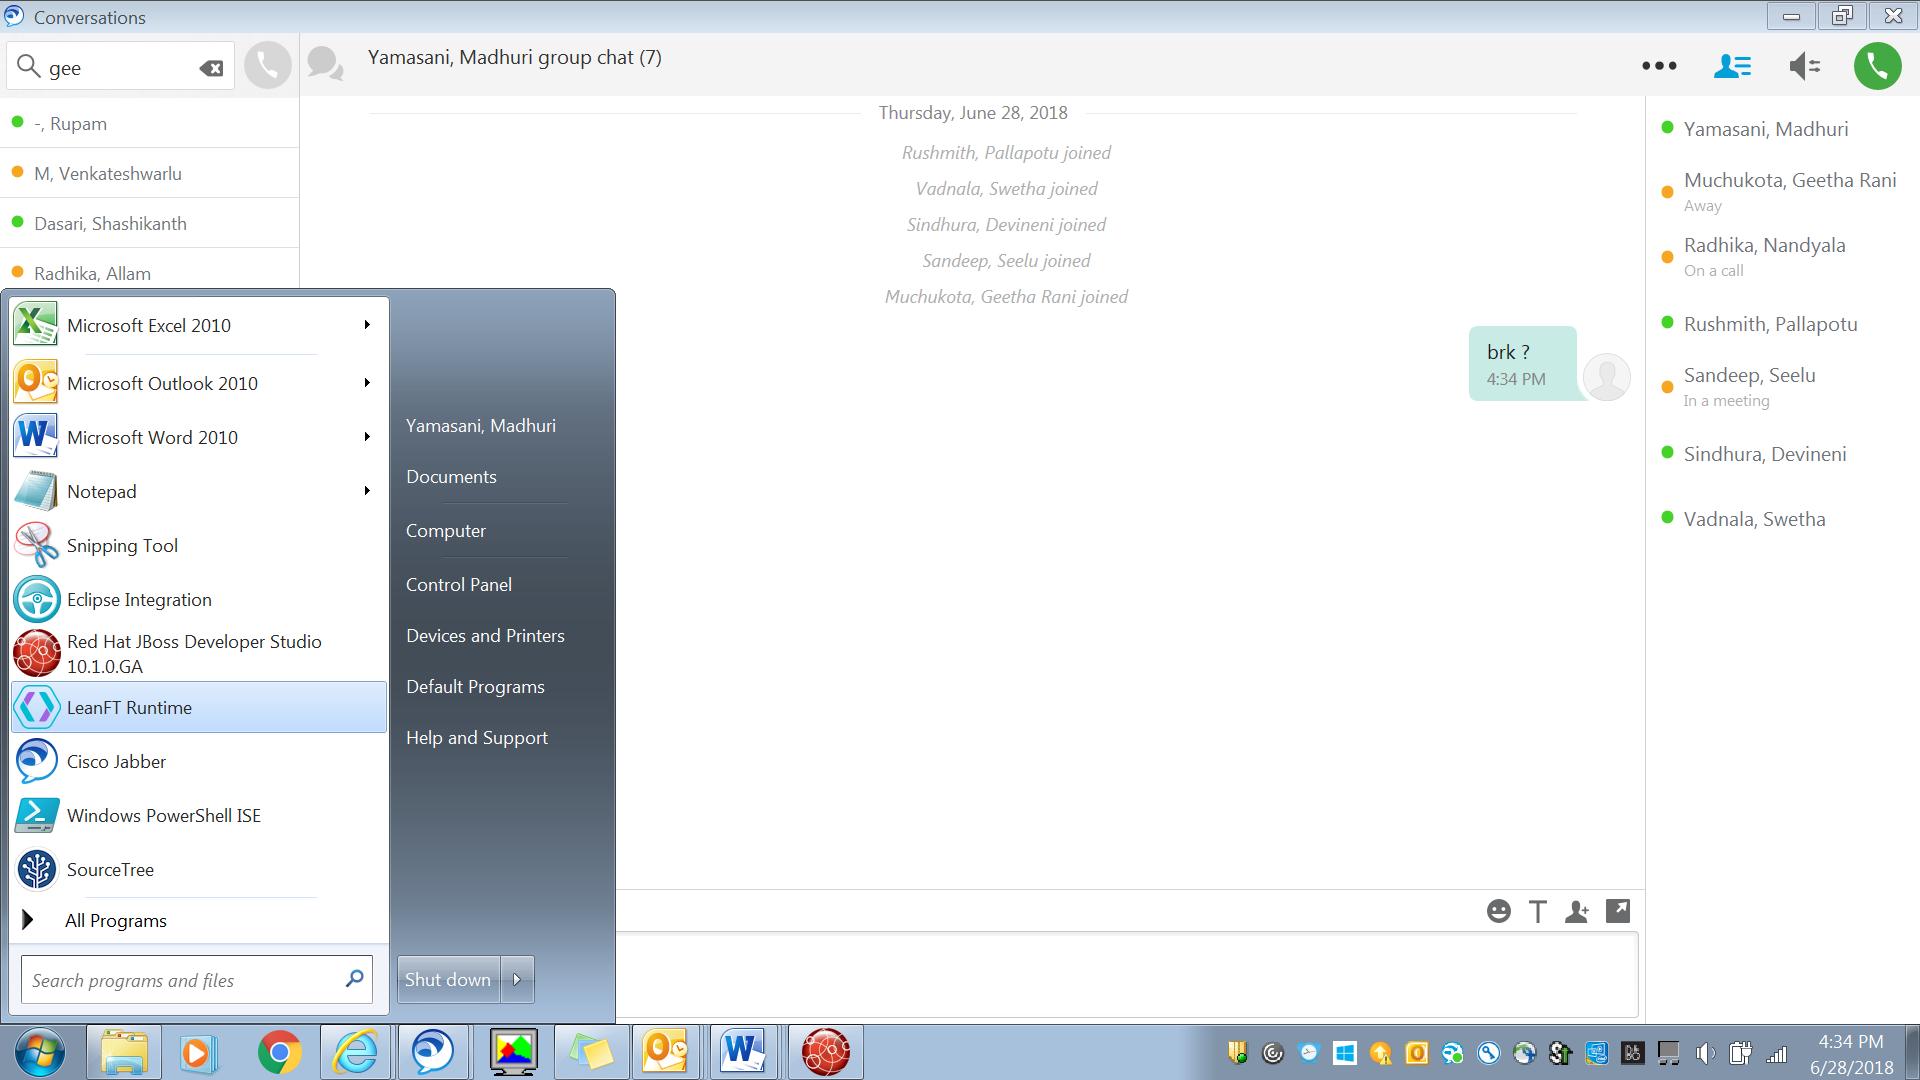 Conversations
gee
Yamasani, Madhuri group chat (7)
-, Rupam
M, Venkateshwarlu
Dasari, Shashikanth
Radhika, Allam
Thursday, June 28, 2018
Rushmith, Pallapotu joined
Vadnala, Swetha joined
Sindhura, Devineni joined
Sandeep, Seelu joined
Muchukota, Geetha Rani joined
brk ?
4:34 PM
Yamasani, Madhuri
Muchukota, Geetha Rani
Away
Radhika, Nandyala
On a call
Rushmith, Pallapotu
Sandeep, Seelu
In a meeting
Sindhura, Devineni
Vadnala, Swetha
Microsoft Excel 2010
Microsoft Outlook 2010
Microsoft Word 2010
Notepad
Snipping Tool
Eclipse Integration
Red Hat JBoss Developer Studio
10.1.0.GA
LeanFT Runtime
Cisco Jabber
Windows PowerShell ISE
SourceTree
All Programs
Search programs and files
Yamasani, Madhuri
Documents
Computer
Control Panel
Devices and Printers
Default Programs
Help and Support
Shut down
4:34 PM
6/28/2018